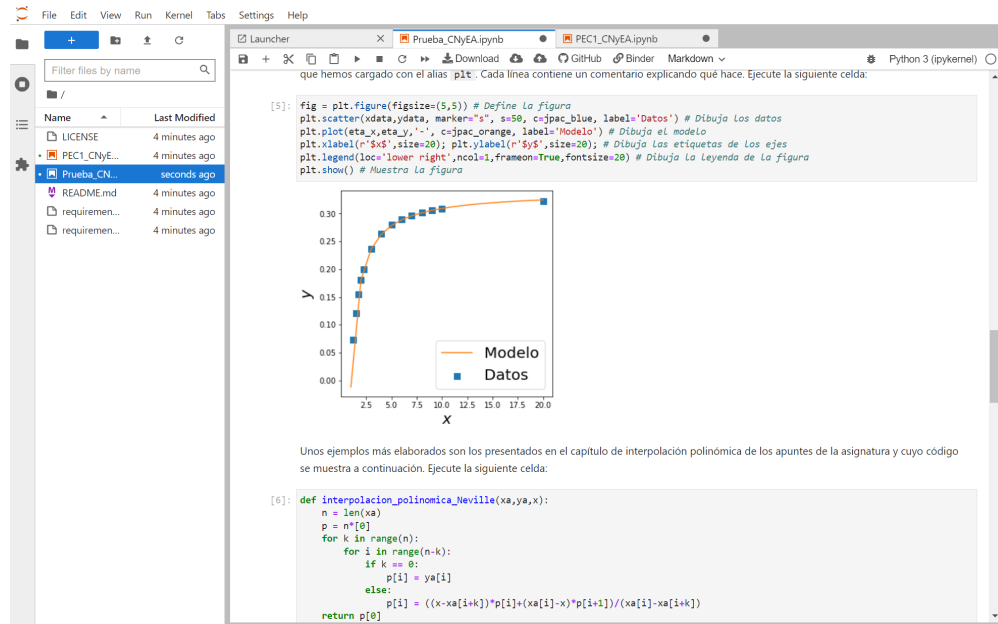 File Edit View Run Kernel Tabs Settings Help
+
Filter files by name
/
Name Last Modified
LICENSE 4 minutes ago
PEC1_CNyE... 4 minutes ago
Prueba_CN... seconds ago
README.md 4 minutes ago
requiremen... 4 minutes ago
requiremen... 4 minutes ago
Launcher
Prueba_CNyEA.ipynb
PEC1_CNyEA.ipynb
Download GitHub Binder Markdown Python 3 (ipykernel)
que hemos cargado con el alias plt . Cada línea contiene un comentario explicando qué hace. Ejecute la siguiente celda:
[5]: fig = plt.figure(figsize=(5,5)) # Define la figura
plt.scatter(xdata,ydata, marker="s", s=50, c=jpac_blue, label='Datos') # Dibuja los datos
plt.plot(eta_x,eta_y,'-', c=jpac_orange, label='Modelo') # Dibuja el modelo
plt.xlabel(r'$x$',size=20); plt.ylabel(r'$y$',size=20); # Dibuja las etiquetas de los ejes
plt.legend(loc='lower right',ncol=1,frameon=True,fontsize=20) # Dibuja la leyenda de la figura
plt.show() # Muestra la figura
0.30
0.25
0.20
0.15
0.10
0.05
0.00
y
Modelo
Datos
2.5 5.0 7.5 10.0 12.5 15.0 17.5 20.0
x
Unos ejemplos más elaborados son los presentados en el capítulo de interpolación polinómica de los apuntes de la asignatura y cuyo código
se muestra a continuación. Ejecute la siguiente celda:
[6]: def interpolacion_polinomica_Neville(xa,ya,x):
n = len(xa)
p = n*[0]
for k in range(n):
for i in range(n-k):
if k == 0:
p[i] = ya[i]
else:
p[i] = ((x-xa[i+k])*p[i]+(xa[i]-x)*p[i+1])/(xa[i]-xa[i+k])
return p[0]